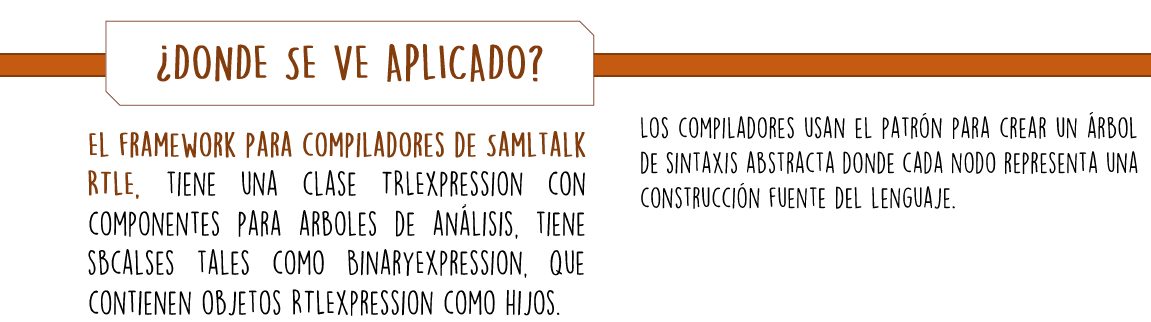 ¿DONDE SE VE APLICADO?
EL FRAMEWORK PARA COMPILADORES DE SAMLTALK
RTLE, TIENE UNA CLASE TRLEXPRESSION CON
COMPONENTES PARA ARBOLES DE ANÁLISIS, TIENE
SBCALSES TALES COMO BINARYEXPRESSION, QUE
CONTIENEN OBJETOS RTLEXPRESSION COMO HIJOS.
LOS COMPILADORES USAN EL PATRÓN PARA CREAR UN ÁRBOL
DE SINTAXIS ABSTRACTA DONDE CADA NODO REPRESENTA UNA
CONSTRUCCIÓN FUENTE DEL LENGUAJE.